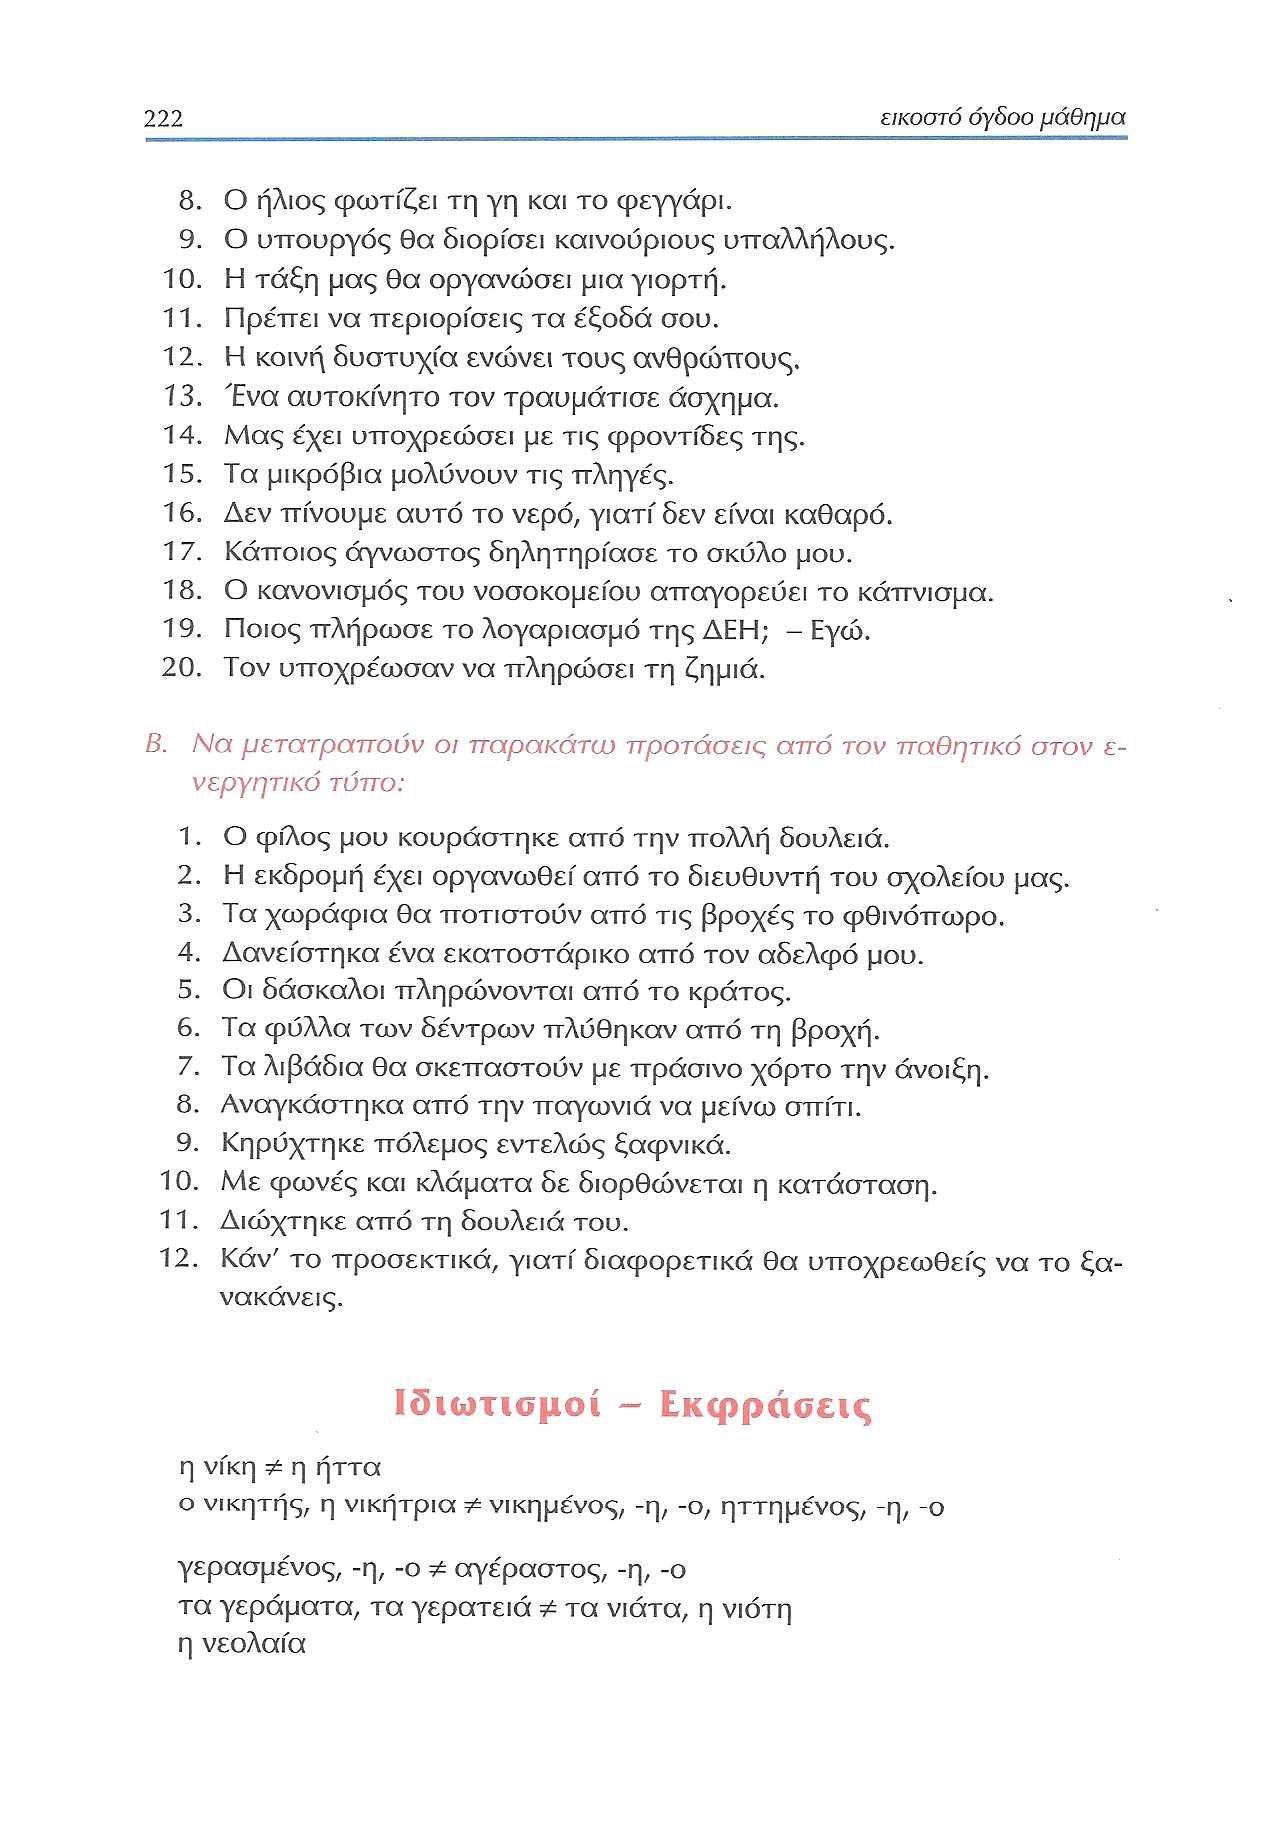 222 εικοστό όγδοο μάθημα
8. Ο ήλιος φωτίζει τη γη και το φεγγάρι.
9. Ο υπουργός θα διορίσει καινούριους υπαλλήλους.
10. Η τάξη μας θα οργανώσει μια γιορτή.
11. Πρέπει να περιορίσεις τα έξοδά σου.
12. Η κοινή δυστυχία ενώνει τους ανθρώπους.
13. Ένα αυτοκίνητο τον τραυμάτισε άσχημα.
14. Μας έχει υποχρεώσει με τις φροντίδες της.
15. Τα μικρόβια μολύνουν τις πληγές.
16. Δεν πίνουμε αυτό το νερό, γιατί δεν είναι καθαρό.
17. Κάποιος άγνωστος δηλητηρίασε το σκύλο μου.
18. Ο κανονισμός του νοσοκομείου απαγορεύει το κάπνισμα.
19. Ποιος πλήρωσε το λογαριασμό της ΔΕΗ; – Εγώ.
20. Τον υποχρέωσαν να πληρώσει τη ζημιά.
Β. Να μετατραπούν οι παρακάτω προτάσεις από τον παθητικό στον ε-
νεργητικό τύπο:
1. Ο φίλος μου κουράστηκε από την πολλή δουλειά.
2. Η εκδρομή έχει οργανωθεί από το διευθυντή του σχολείου μας.
3. Τα χωράφια θα ποτιστούν από τις βροχές το φθινόπωρο.
4. Δανείστηκα ένα εκατοστάρικο από τον αδελφό μου.
5. Οι δάσκαλοι πληρώνονται από το κράτος.
6. Τα φύλλα των δέντρων πλύθηκαν από τη βροχή.
7. Τα λιβάδια θα σκεπαστούν με πράσινο χόρτο την άνοιξη.
8. Αναγκάστηκα από την παγωνιά να μείνω σπίτι.
9. Κηρύχτηκε πόλεμος εντελώς ξαφνικά.
10. Με φωνές και κλάματα δε διορθώνεται η κατάσταση.
11. Διώχτηκε από τη δουλειά του.
12. Κάν' το προσεκτικά, γιατί διαφορετικά θα υποχρεωθείς να το ξα-
νακάνεις.
Ιδιωτισμοί – Εκφράσεις
η νίκη ≠ η ήττα
ο νικητής, η νικήτρια ≠ νικημένος, -η, -ο, ηττημένος, -η, -ο
γερασμένος, -η, -ο ≠ αγέραστος, -η, -ο
τα γεράματα, τα γερατειά ≠ τα νιάτα, η νιότη
η νεολαία